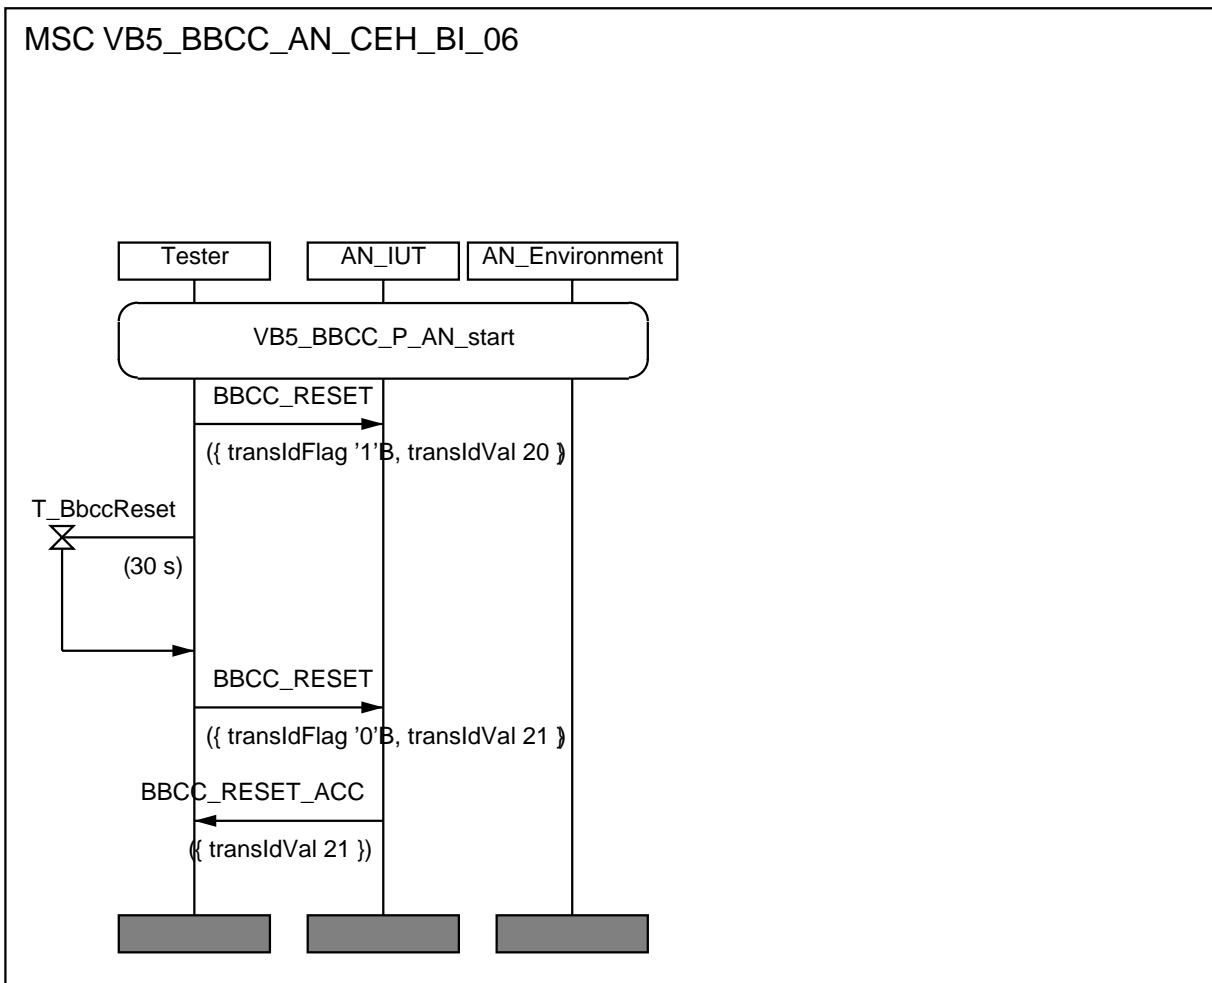 MSC VB5_BBCC_AN_CEH_BI_06
Tester
AN_IUT
AN_Environment
VB5_BBCC_P_AN_start
BBCC_RESET
({ transIdFlag ’1’B, transIdVal 20 })
T_BbccReset
(30 s)
BBCC_RESET
({ transIdFlag ’0’B, transIdVal 21 })
BBCC_RESET_ACC
({ transIdVal 21 })